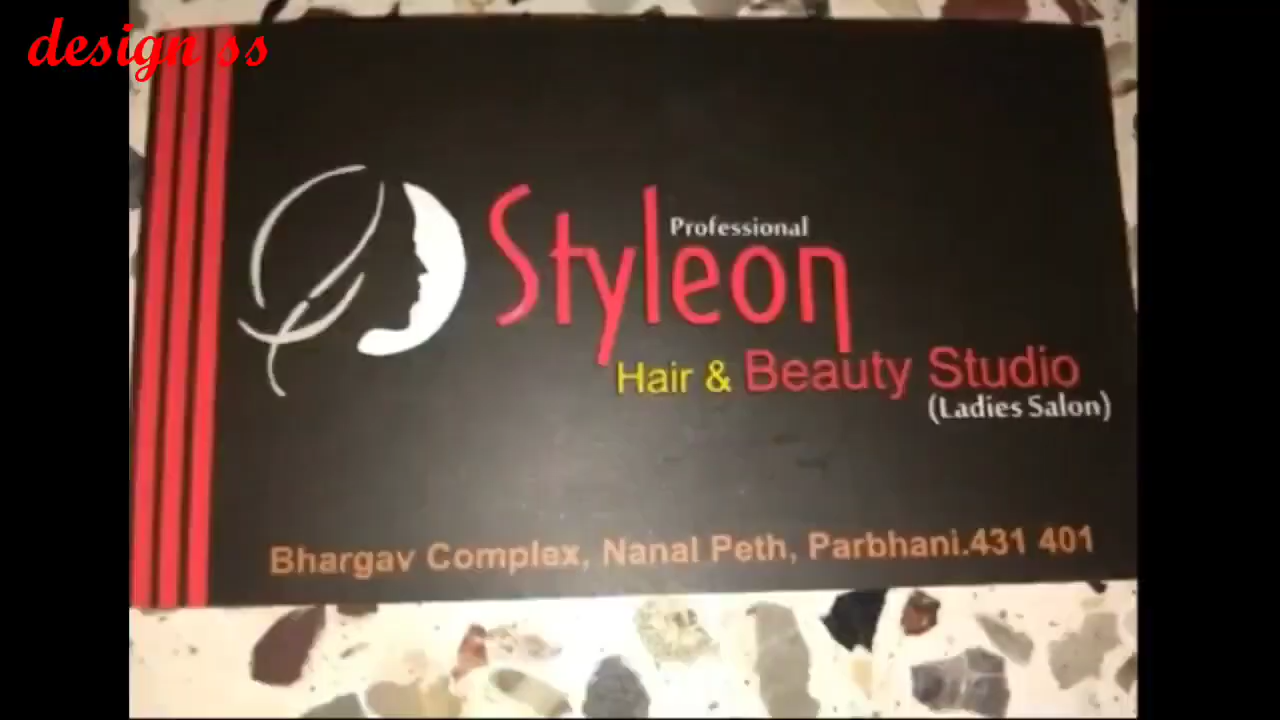 design ss
Professional
Styleon
Hair & Beauty Studio
(Ladies Salon)
Bhargav Complex, Nanal Peth, Parbhani.431 401